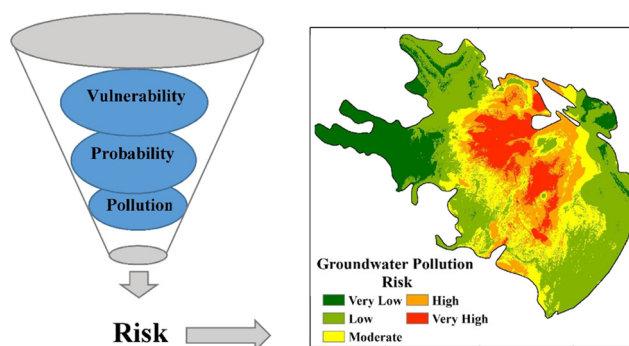 Vulnerability
Probability
Pollution
Risk
Groundwater Pollution
Risk
Very Low
High
Low
Very High
Moderate